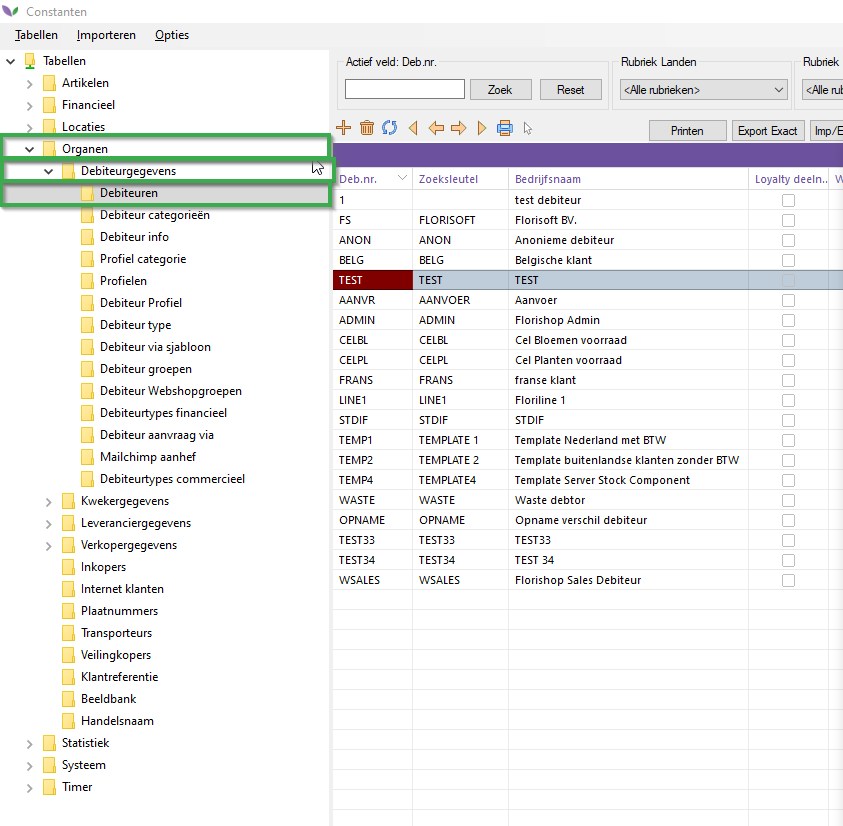 Constanten
Tabellen Importeren Opties
Tabellen
Artikelen
Financieel
Locaties
Organen
Debiteurgegevens
Debiteuren
Debiteur categorieën
Debiteur info
Profiel categorie
Profielen
Debiteur Profiel
Debiteur type
Debiteur via sjabloon
Debiteur groepen
Debiteur Webshopgroepen
Debiteurtypes financieel
Debiteur aanvraag via
Mailchimp aanhef
Debiteurtypes commercieel
Kwekergegevens
Leveranciergegevens
Verkopergegevens
Inkopers
Internet klanten
Plaatnummers
Transporteurs
Veilingkopers
Klantreferentie
Beeldbank
Handelsnaam
Statistiek
Systeem
Timer
Actief veld: Deb.nr. Rubriek Landen Rubriek
Zoek Reset <Alle rubrieken> <Alle rub
Printen Export Exact Imp/E
Deb.nr. Zoeksleutel Bedrijfsnaam Loyalty deeln.. W
1 test debiteur
FS FLORISOFT Florisoft BV.
ANON ANON Anonieme debiteur
BELG BELG Belgische klant
TEST TEST TEST
AANVR AANVOER Aanvoer
ADMIN ADMIN Florishop Admin
CELBL CELBL Cel Bloemen voorraad
CELPL CELPL Cel Planten voorraad
FRANS FRANS franse klant
LINE1 LINE1 Floriline 1
STDIF STDIF STDIF
TEMP1 TEMPLATE 1 Template Nederland met BTW
TEMP2 TEMPLATE 2 Template buitenlandse klanten zonder BTW
TEMP4 TEMPLATE4 Template Server Stock Component
WASTE WASTE Waste debtor
OPNAME OPNAME Opname verschil debiteur
TEST33 TEST33 TEST33
TEST34 TEST34 TEST 34
WSALES WSALES Florishop Sales Debiteur